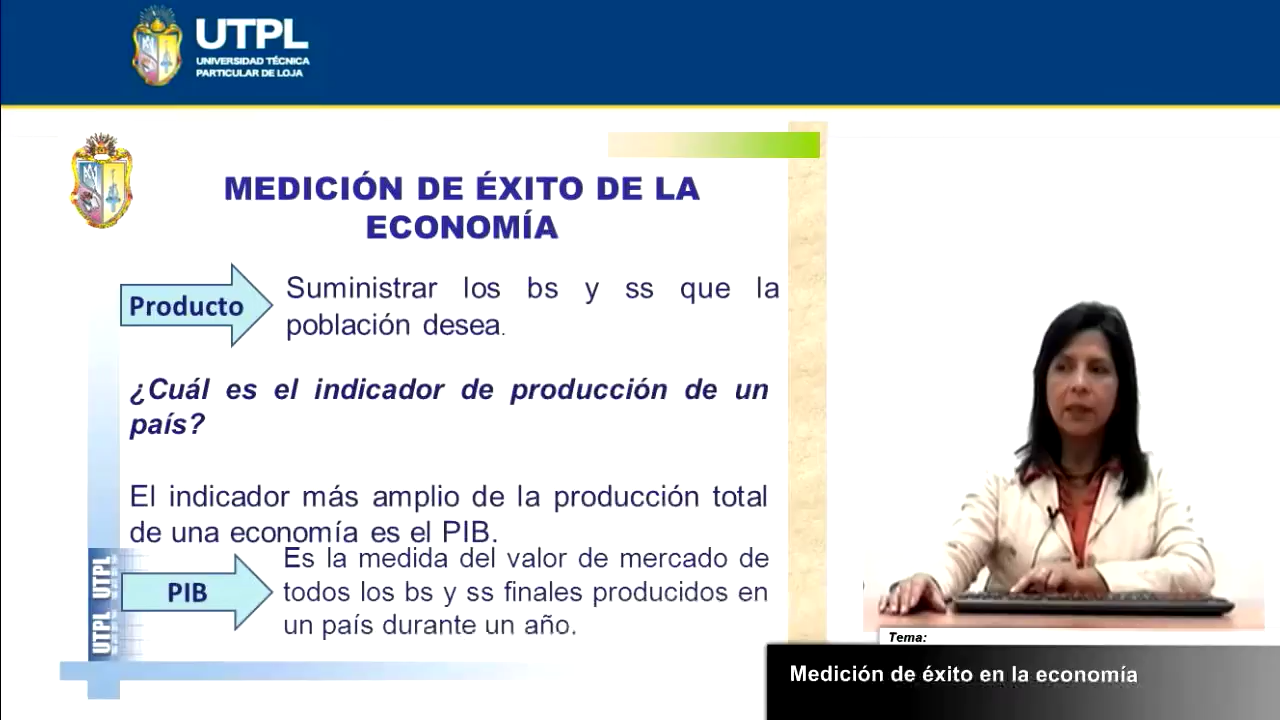 UTPL
UNIVERSIDAD TÉCNICA
PARTICULAR DE LOJA
MEDICIÓN DE ÉXITO DE LA
ECONOMÍA
Producto
Suministrar los bs y ss que la
población desea.
¿Cuál es el indicador de producción de un
país?
El indicador más amplio de la producción total
de una economía es el PIB.
PIB
Es la medida del valor de mercado de
todos los bs y ss finales producidos en
un país durante un año.
UTPL UTPL
Tema:
Medición de éxito en la economía